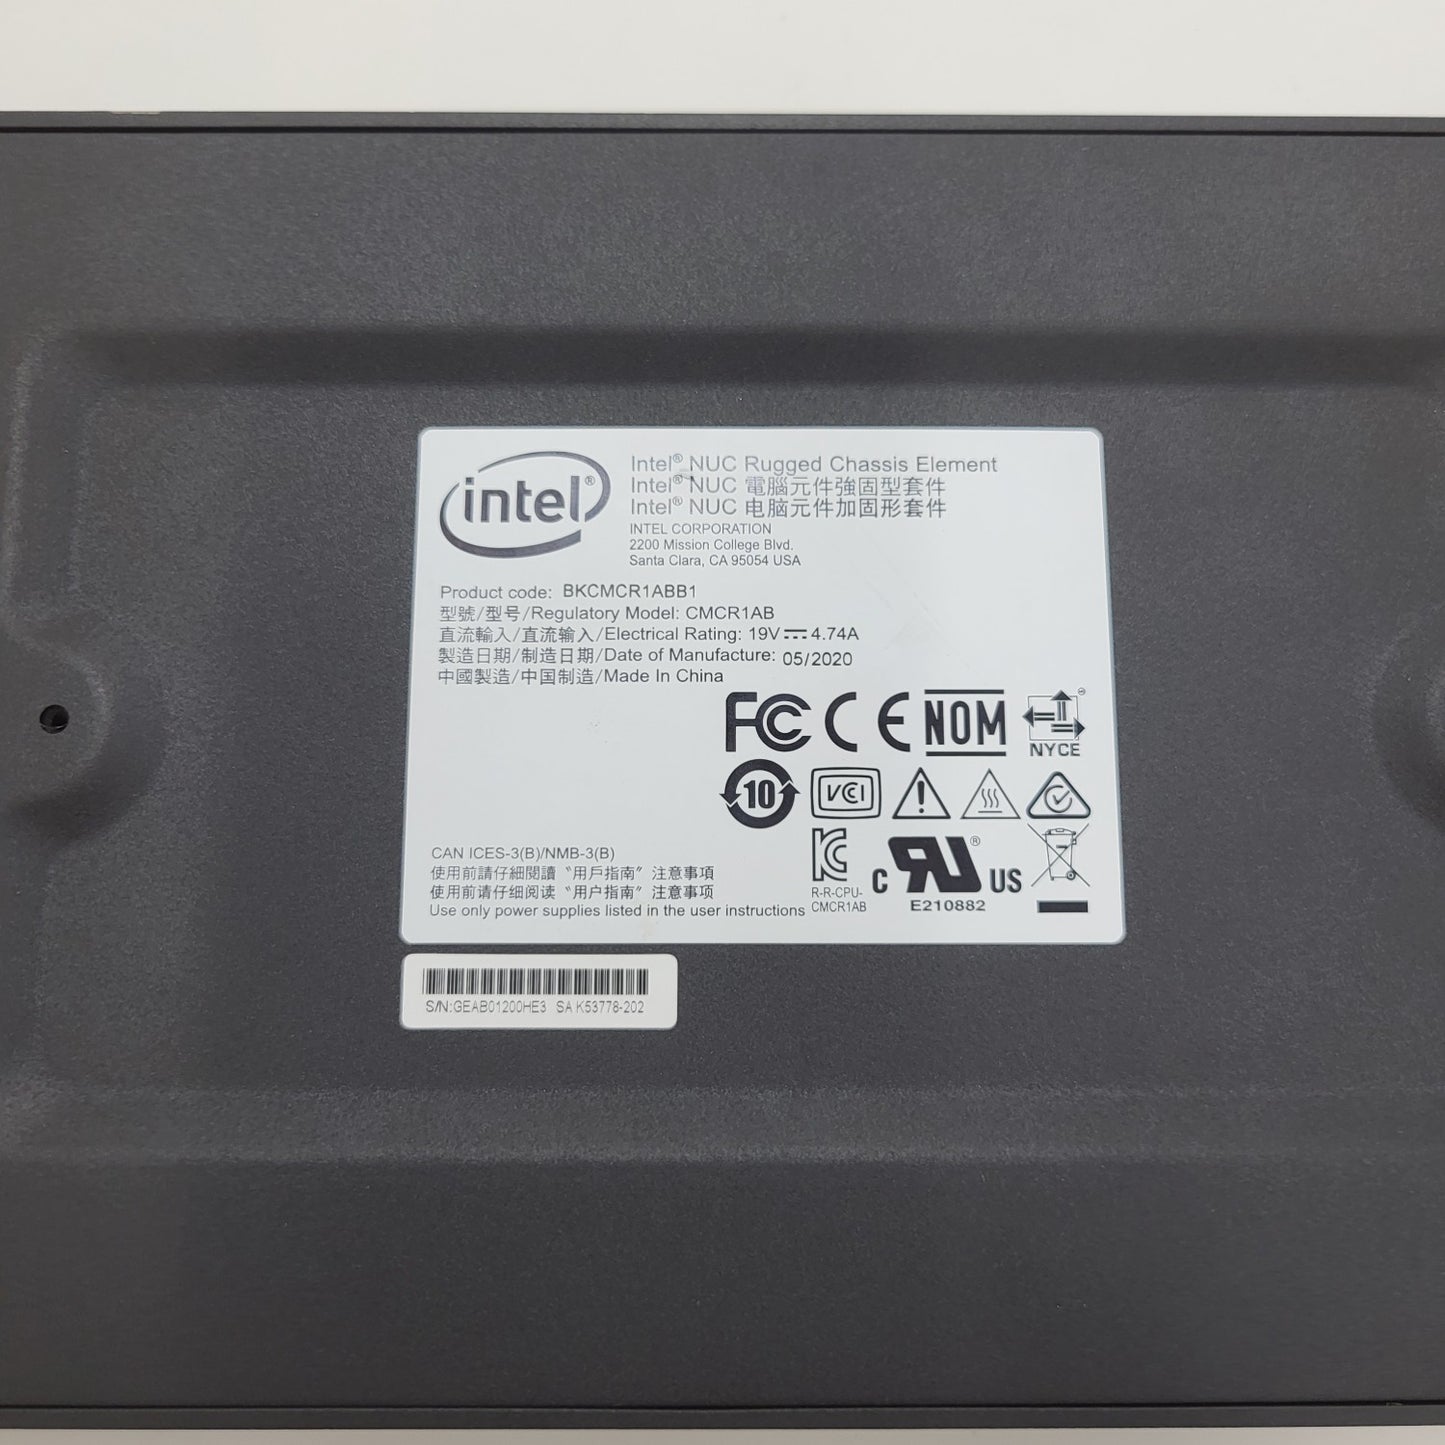 intel®
Intel® NUC Rugged Chassis Element
Intel® NUC 電腦元件強固型套件
Intel® NUC 电脑元件加固形套件
INTEL CORPORATION
2200 Mission College Blvd.
Santa Clara, CA 95054 USA
Product code: BKCMCR1ABB1
型號/型号/Regulatory Model: CMCR1AB
直流輸入/直流输入/Electrical Rating: 19V⎓4.74A
製造日期/制造日期/Date of Manufacture: 05/2020
中國製造/中国制造/Made In China
FC CE NOM NYCE
10 VCI
CAN ICES-3(B)/NMB-3(B)
使用前請仔細閱讀〝用戶指南〞注意事項
使用前请仔细阅读〝用户指南〞注意事项
Use only power supplies listed in the user instructions
R-R-CPU-
CMCR1AB
C RU® US
E210882
S/N:GEAB01200HE3 SA K53778-202